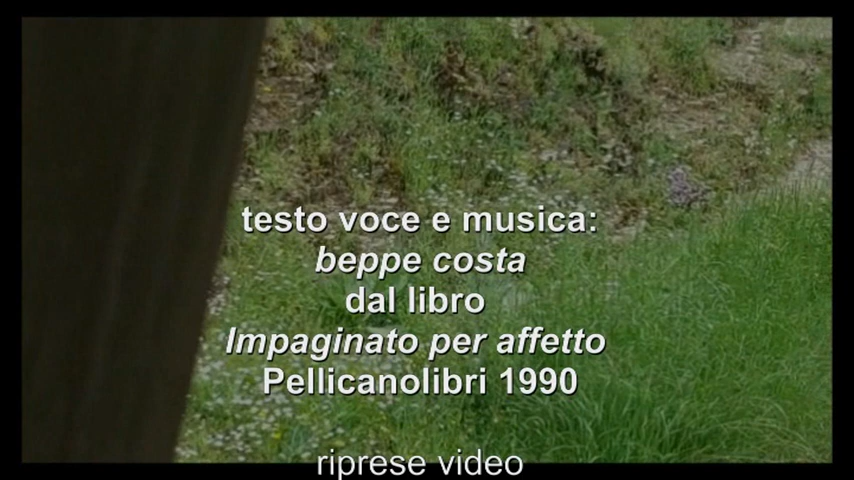 testo voce e musica:
beppe costa
dal libro
Impaginato per affetto
Pellicanolibri 1990
riprese video